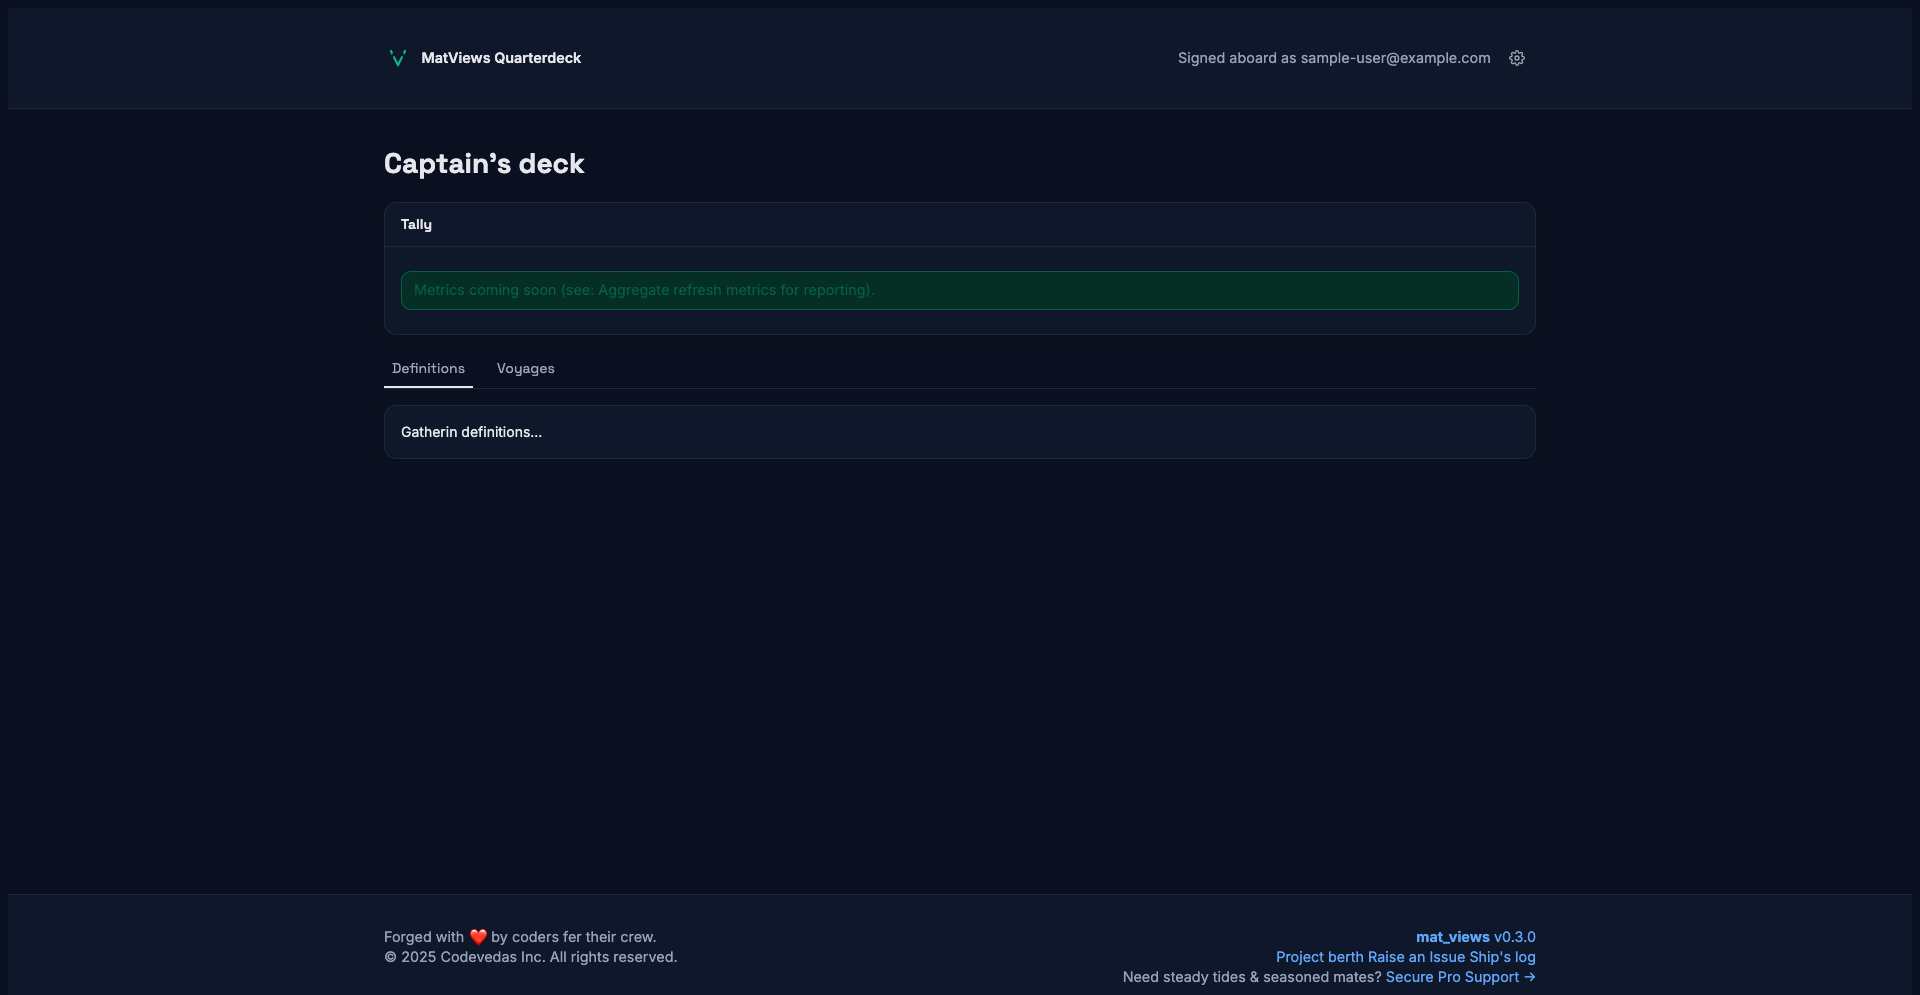 MatViews Quarterdeck
Signed aboard as sample-user@example.com
Captain’s deck
Tally
Metrics coming soon (see: Aggregate refresh metrics for reporting).
Definitions
Voyages
Gatherin definitions...
Forged with ❤️ by coders fer their crew.
© 2025 Codevedas Inc. All rights reserved.
mat_views v0.3.0
Project berth Raise an Issue Ship's log
Need steady tides & seasoned mates? Secure Pro Support →